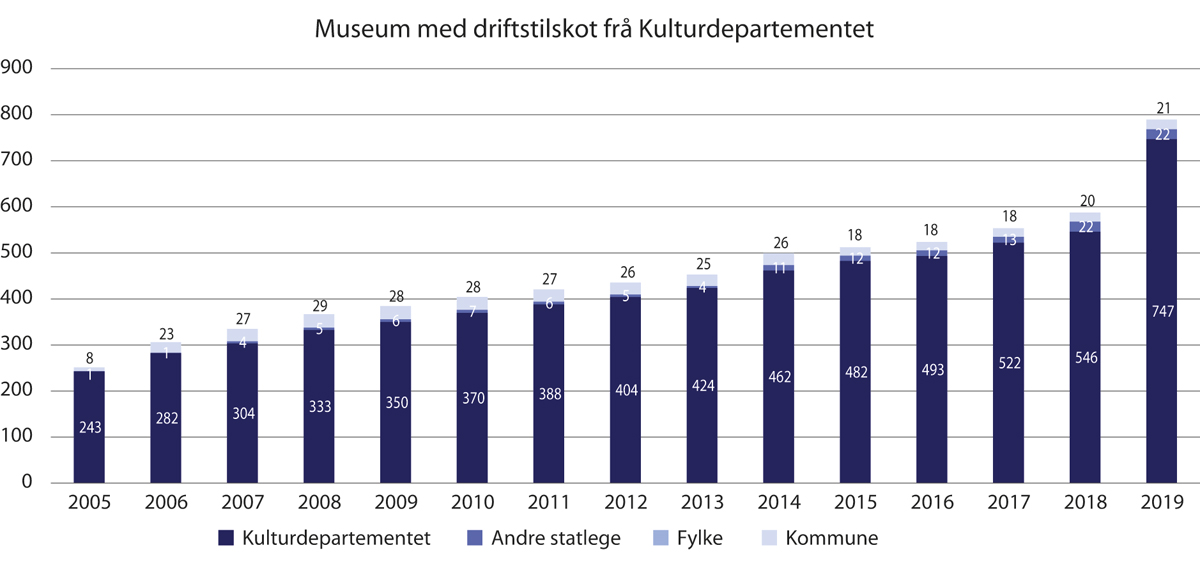 Museum med driftstilskot frå Kulturdepartementet
900
800
700
600
500
400
300
200
100
0
8 23 27 29 28 28 27 26 25 26 18 18 18 20 21
1 1 4 5 6 7 6 5 4 11 12 12 13 22 22
243 282 304 333 350 370 388 404 424 462 482 493 522 546 747
2005 2006 2007 2008 2009 2010 2011 2012 2013 2014 2015 2016 2017 2018 2019
Kulturdepartementet Andre statlege Fylke Kommune